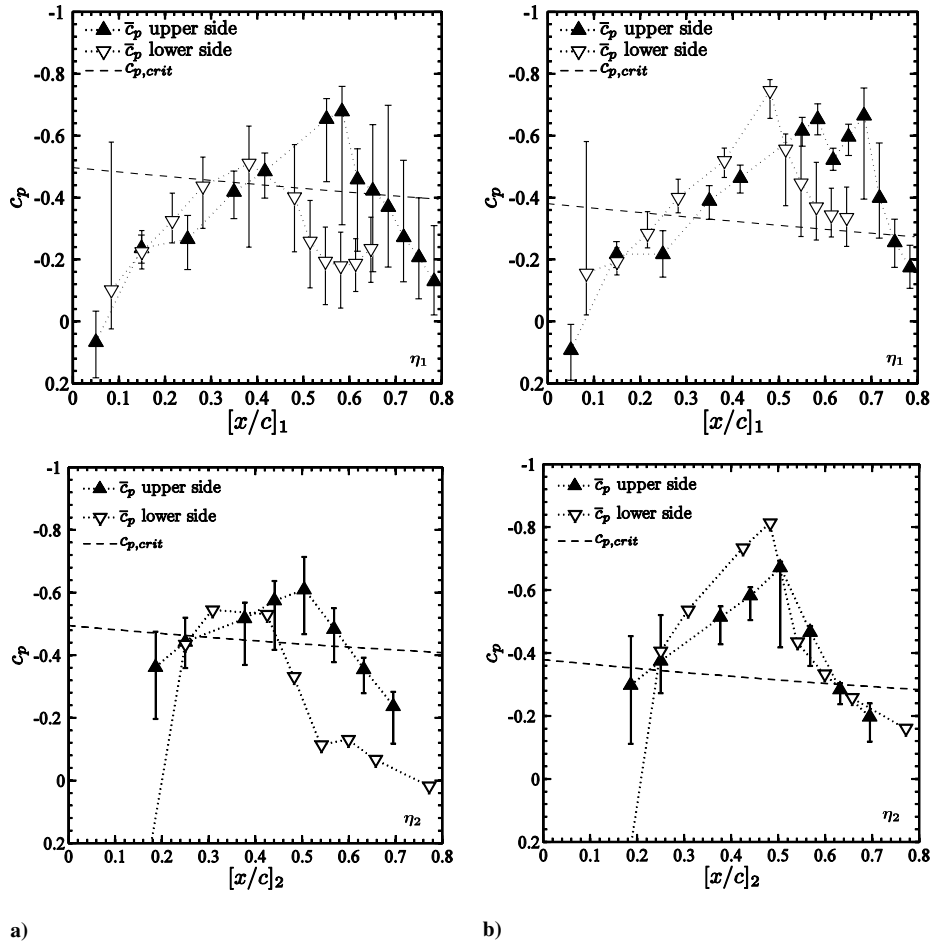 -1
-0.8
-0.6
-0.4
-0.2
0
0.2
c̄p upper side
c̄p lower side
cp,crit
cp
η1
0 0.1 0.2 0.3 0.4 0.5 0.6 0.7 0.8
[x/c]1
-1
-0.8
-0.6
-0.4
-0.2
0
0.2
c̄p upper side
c̄p lower side
cp,crit
cp
η1
0 0.1 0.2 0.3 0.4 0.5 0.6 0.7 0.8
[x/c]1
-1
-0.8
-0.6
-0.4
-0.2
0
0.2
c̄p upper side
c̄p lower side
cp,crit
cp
η2
0 0.1 0.2 0.3 0.4 0.5 0.6 0.7 0.8
[x/c]2
-1
-0.8
-0.6
-0.4
-0.2
0
0.2
c̄p upper side
c̄p lower side
cp,crit
cp
η2
0 0.1 0.2 0.3 0.4 0.5 0.6 0.7 0.8
[x/c]2
a)
b)